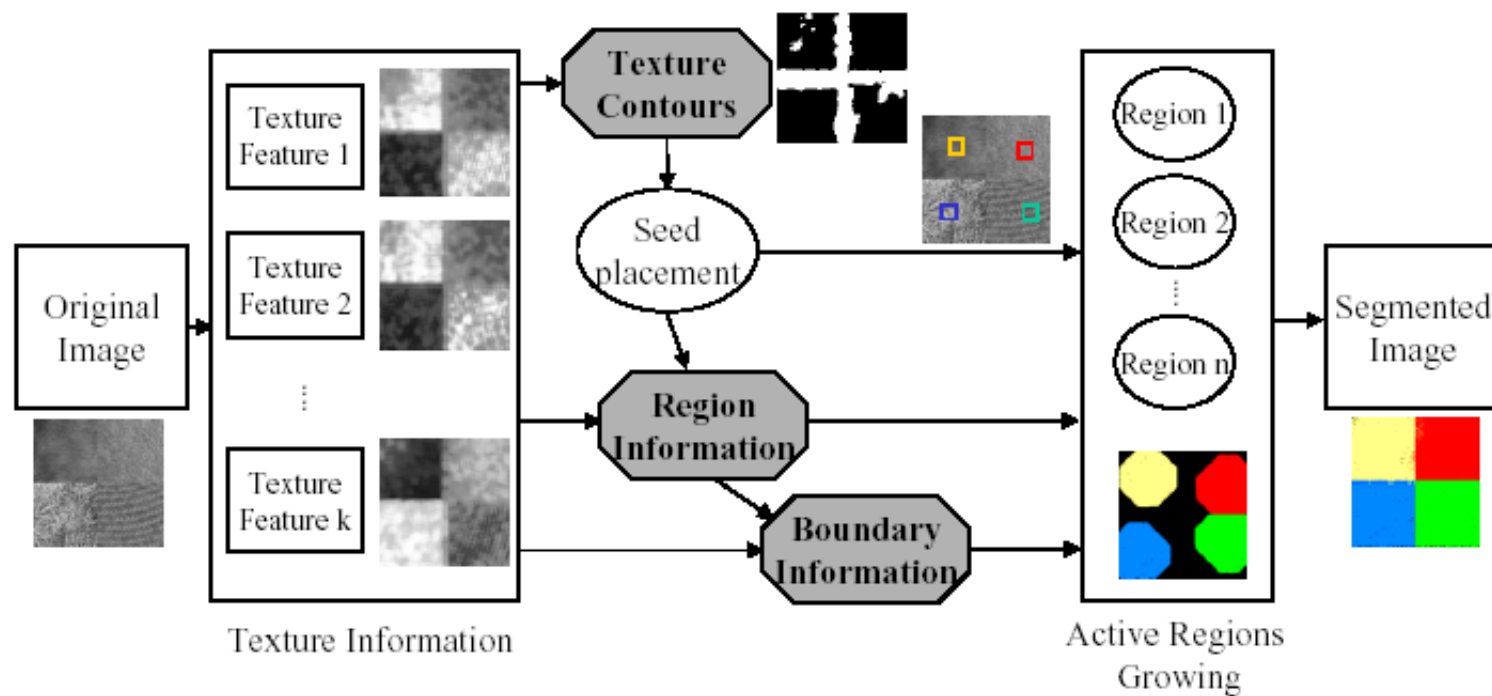 Original
Image
Texture
Feature 1
Texture
Feature 2
Texture
Feature k
Texture Information
Texture
Contours
Seed
placement
Region
Information
Boundary
Information
Region 1
Region 2
Region n
Active Regions
Growing
Segmented
Image